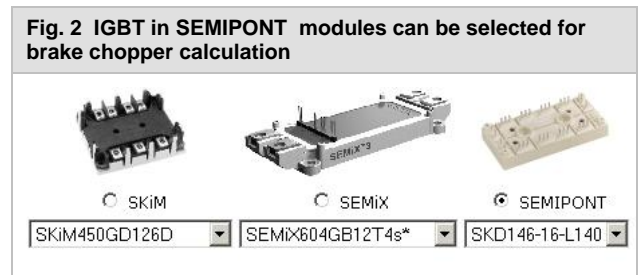 Fig. 2 IGBT in SEMIPONT modules can be selected for
brake chopper calculation
SEMiX®3
SKiM
SEMiX
SEMIPONT
SKiM450GD126D
SEMiX604GB12T4s*
SKD146-16-L140